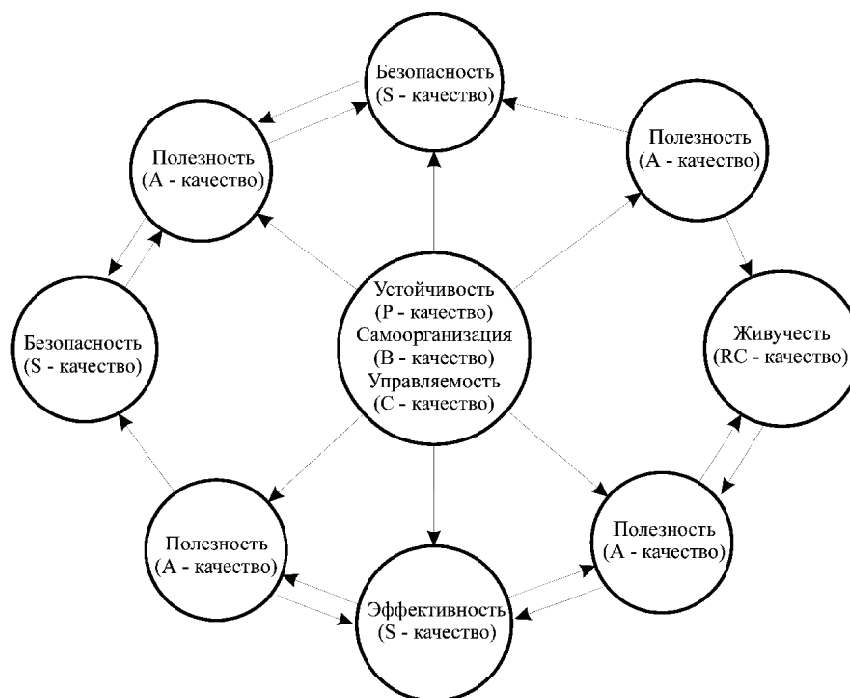 Безопасность
(S - качество)
Полезность
(A - качество)
Полезность
(A - качество)
Безопасность
(S - качество)
Устойчивость
(P - качество)
Самоорганизация
(B - качество)
Управляемость
(C - качество)
Живучесть
(RC - качество)
Полезность
(A - качество)
Эффективность
(S - качество)
Полезность
(A - качество)